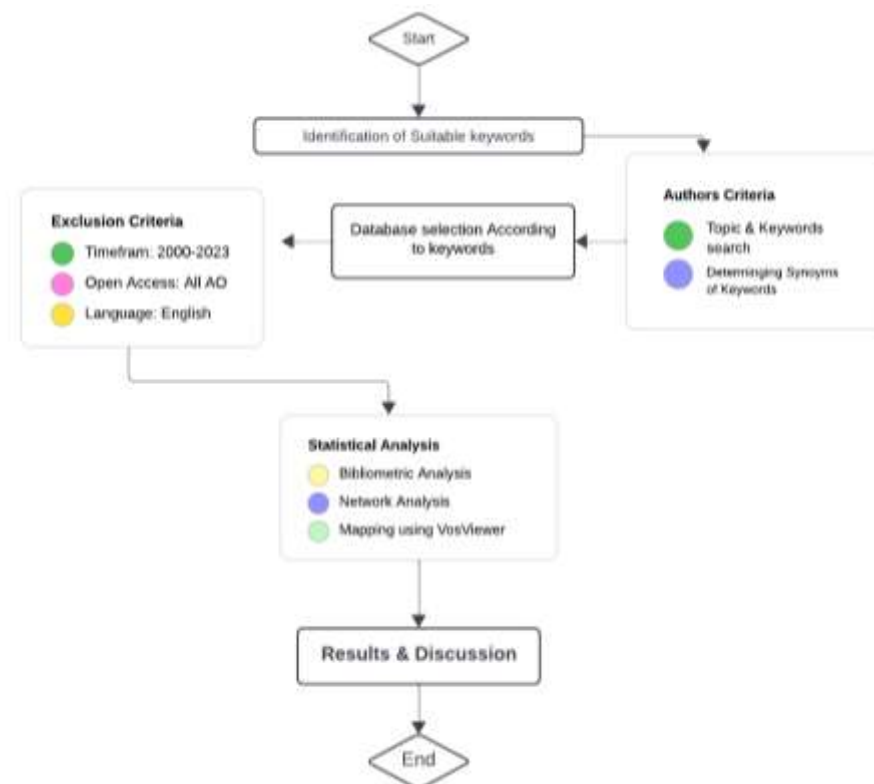 Start
Identification of Suitable keywords
Authors Criteria
Topic & Keywords
search
Determinging Synoyms
of Keywords
Database selection According
to keywords
Exclusion Criteria
Timefram: 2000-2023
Open Access: All AO
Language: English
Statistical Analysis
Bibliometric Analysis
Network Analysis
Mapping using VosViewer
Results & Discussion
End